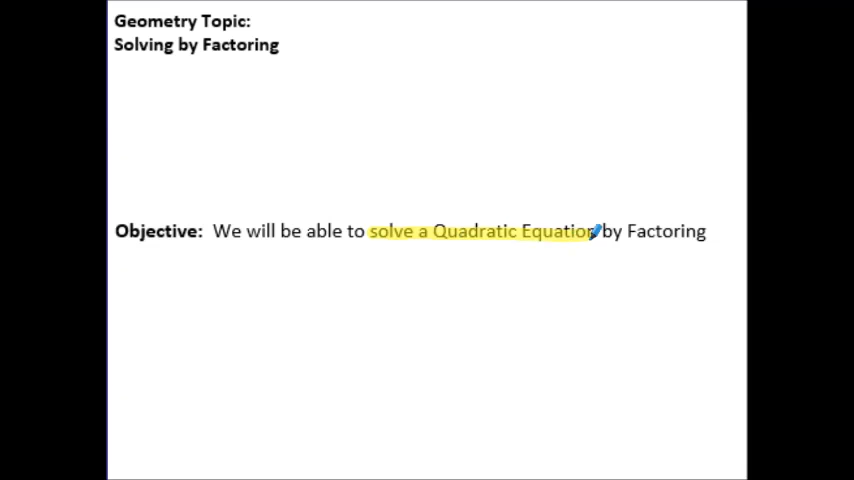 Geometry Topic:
Solving by Factoring
Objective: We will be able to solve a Quadratic Equation by Factoring